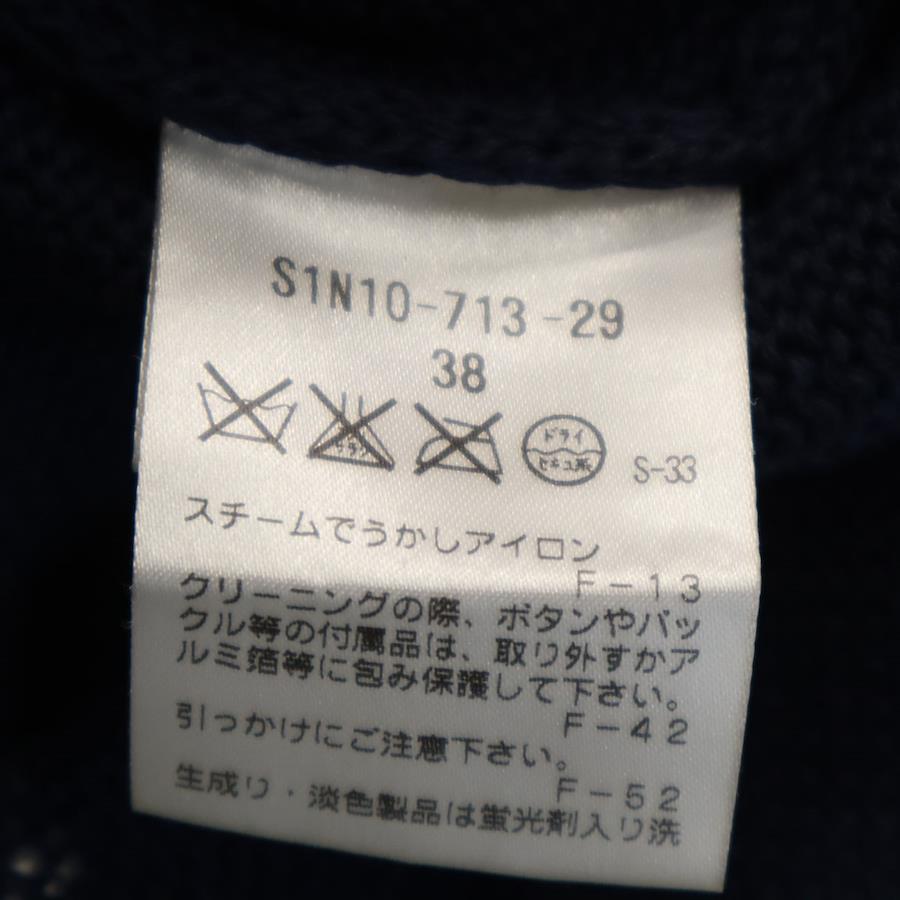 S1N10-713-29
38
ドライ
セキユ系
S-33
スチームでうかしアイロン
F-13
クリーニングの際、ボタンやバッ
クル等の付属品は、取り外すかア
ルミ箔等に包み保護して下さい。
F-42
引っかけにご注意下さい。
F-52
生成り・淡色製品は蛍光剤入り洗